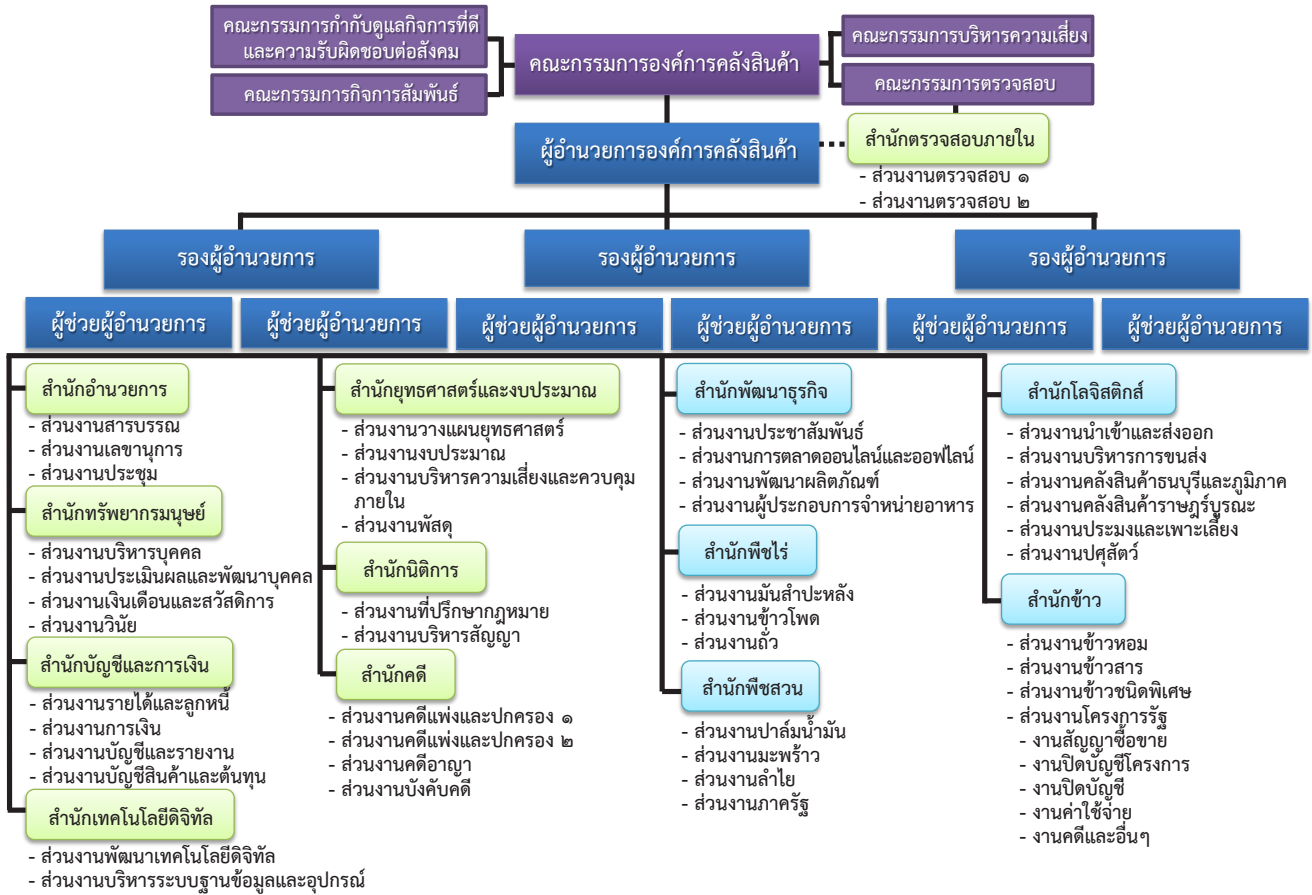 คณะกรรมการกำกับดูแลกิจการที่ดี
และความรับผิดชอบต่อสังคม
คณะกรรมการกิจการสัมพันธ์
คณะกรรมการองค์การคลังสินค้า
คณะกรรมการบริหารความเสี่ยง
คณะกรรมการตรวจสอบ
ผู้อำนวยการองค์การคลังสินค้า
สำนักตรวจสอบภายใน
- ส่วนงานตรวจสอบ ๑
- ส่วนงานตรวจสอบ ๒
รองผู้อำนวยการ
รองผู้อำนวยการ
รองผู้อำนวยการ
ผู้ช่วยผู้อำนวยการ
ผู้ช่วยผู้อำนวยการ
ผู้ช่วยผู้อำนวยการ
ผู้ช่วยผู้อำนวยการ
ผู้ช่วยผู้อำนวยการ
ผู้ช่วยผู้อำนวยการ
สำนักอำนวยการ
- ส่วนงานสารบรรณ
- ส่วนงานเลขานุการ
- ส่วนงานประชุม
สำนักทรัพยากรมนุษย์
- ส่วนงานบริหารบุคคล
- ส่วนงานประเมินผลและพัฒนาบุคคล
- ส่วนงานเงินเดือนและสวัสดิการ
- ส่วนงานวินัย
สำนักบัญชีและการเงิน
- ส่วนงานรายได้และลูกหนี้
- ส่วนงานการเงิน
- ส่วนงานบัญชีและรายงาน
- ส่วนงานบัญชีสินค้าและต้นทุน
สำนักเทคโนโลยีดิจิทัล
- ส่วนงานพัฒนาเทคโนโลยีดิจิทัล
- ส่วนงานบริหารระบบฐานข้อมูลและอุปกรณ์
สำนักยุทธศาสตร์และงบประมาณ
- ส่วนงานวางแผนยุทธศาสตร์
- ส่วนงานงบประมาณ
- ส่วนงานบริหารความเสี่ยงและควบคุม
ภายใน
- ส่วนงานพัสดุ
สำนักนิติการ
- ส่วนงานที่ปรึกษากฎหมาย
- ส่วนงานบริหารสัญญา
สำนักคดี
- ส่วนงานคดีแพ่งและปกครอง ๑
- ส่วนงานคดีแพ่งและปกครอง ๒
- ส่วนงานคดีอาญา
- ส่วนงานบังคับคดี
สำนักพัฒนาธุรกิจ
- ส่วนงานประชาสัมพันธ์
- ส่วนงานการตลาดออนไลน์และออฟไลน์
- ส่วนงานพัฒนาผลิตภัณฑ์
- ส่วนงานผู้ประกอบการจำหน่ายอาหาร
สำนักพืชไร่
- ส่วนงานมันสำปะหลัง
- ส่วนงานข้าวโพด
- ส่วนงานถั่ว
สำนักพืชสวน
- ส่วนงานปาล์มน้ำมัน
- ส่วนงานมะพร้าว
- ส่วนงานลำไย
- ส่วนงานภาครัฐ
สำนักโลจิสติกส์
- ส่วนงานนำเข้าและส่งออก
- ส่วนงานบริหารการขนส่ง
- ส่วนงานคลังสินค้าธนบุรีและภูมิภาค
- ส่วนงานคลังสินค้าราษฎร์บูรณะ
- ส่วนงานประมงและเพาะเลี้ยง
- ส่วนงานปศุสัตว์
สำนักข้าว
- ส่วนงานข้าวหอม
- ส่วนงานข้าวสาร
- ส่วนงานข้าวชนิดพิเศษ
- ส่วนงานโครงการรัฐ
- งานสัญญาซื้อขาย
- งานปิดบัญชีโครงการ
- งานปิดบัญชี
- งานค่าใช้จ่าย
- งานคดีและอื่นๆ